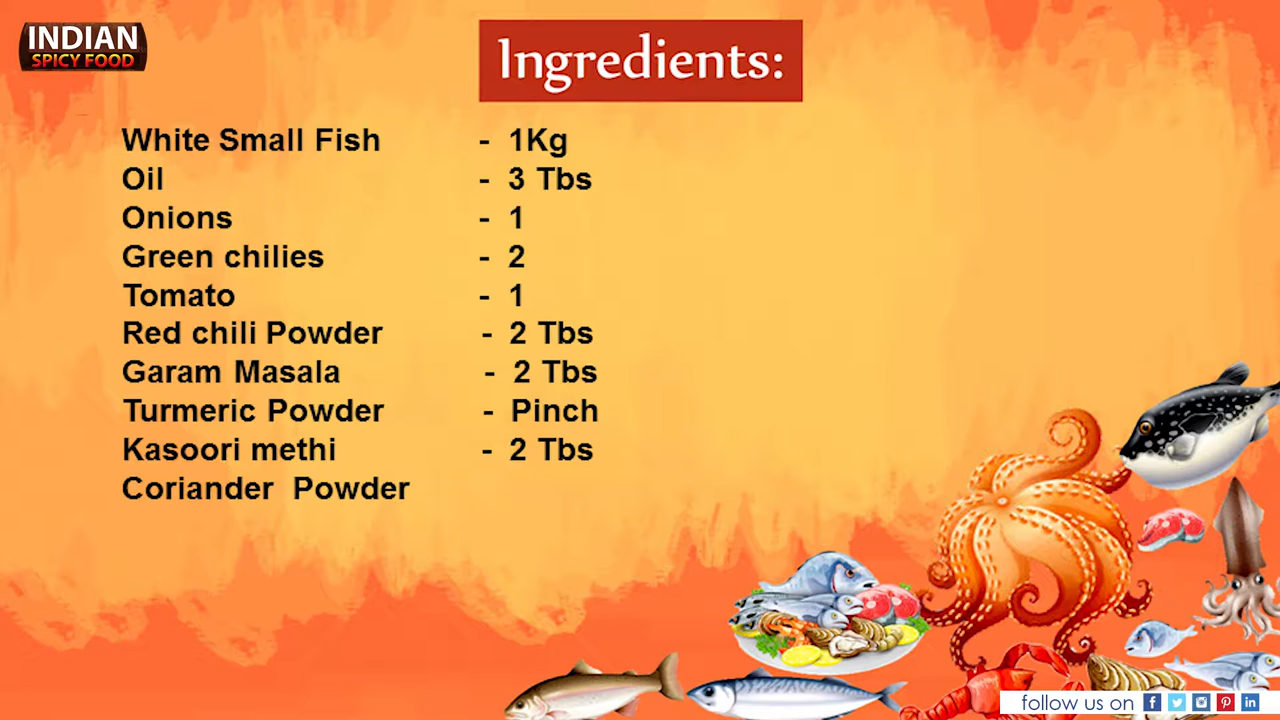 INDIAN
SPICY FOOD
Ingredients:
White Small Fish - 1Kg
Oil - 3 Tbs
Onions - 1
Green chilies - 2
Tomato - 1
Red chili Powder - 2 Tbs
Garam Masala - 2 Tbs
Turmeric Powder - Pinch
Kasoori methi - 2 Tbs
Coriander Powder
follow us on